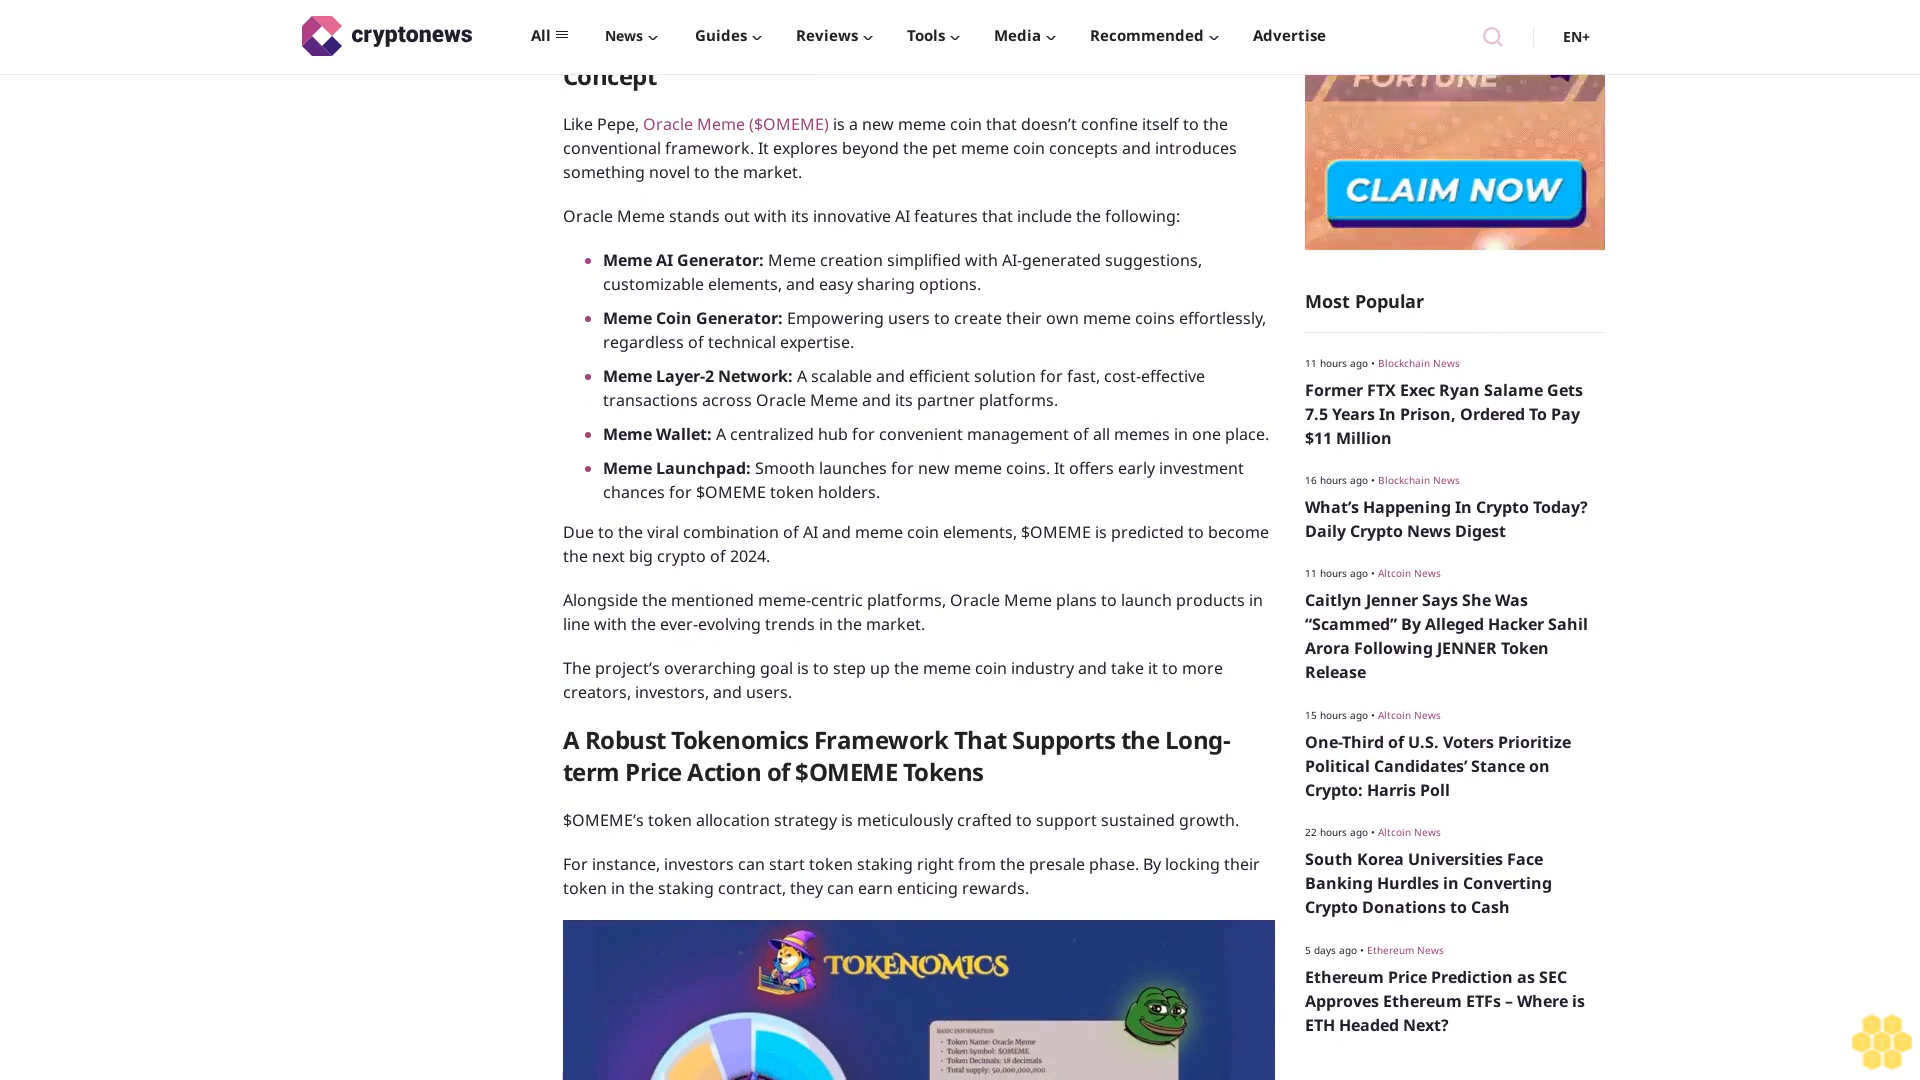 cryptonews
All
News
Guides
Reviews
Tools
Media
Recommended
Advertise
EN+
Concept
Like Pepe, Oracle Meme ($OMEME) is a new meme coin that doesn’t confine itself to the
conventional framework. It explores beyond the pet meme coin concepts and introduces
something novel to the market.
Oracle Meme stands out with its innovative AI features that include the following:
Meme AI Generator: Meme creation simplified with AI-generated suggestions,
customizable elements, and easy sharing options.
Meme Coin Generator: Empowering users to create their own meme coins effortlessly,
regardless of technical expertise.
Meme Layer-2 Network: A scalable and efficient solution for fast, cost-effective
transactions across Oracle Meme and its partner platforms.
Meme Wallet: A centralized hub for convenient management of all memes in one place.
Meme Launchpad: Smooth launches for new meme coins. It offers early investment
chances for $OMEME token holders.
Due to the viral combination of AI and meme coin elements, $OMEME is predicted to become
the next big crypto of 2024.
Alongside the mentioned meme-centric platforms, Oracle Meme plans to launch products in
line with the ever-evolving trends in the market.
The project’s overarching goal is to step up the meme coin industry and take it to more
creators, investors, and users.
A Robust Tokenomics Framework That Supports the Long-
term Price Action of $OMEME Tokens
$OMEME’s token allocation strategy is meticulously crafted to support sustained growth.
For instance, investors can start token staking right from the presale phase. By locking their
token in the staking contract, they can earn enticing rewards.
TOKENOMICS
BASIC INFORMATION
Token Name: Oracle Meme
Token Symbol: $OMEME
Token Decimals: 18 decimals
Total supply: 50,000,000,000
FORTUNE
CLAIM NOW
Most Popular
11 hours ago • Blockchain News
Former FTX Exec Ryan Salame Gets
7.5 Years In Prison, Ordered To Pay
$11 Million
16 hours ago • Blockchain News
What’s Happening In Crypto Today?
Daily Crypto News Digest
11 hours ago • Altcoin News
Caitlyn Jenner Says She Was
“Scammed” By Alleged Hacker Sahil
Arora Following JENNER Token
Release
15 hours ago • Altcoin News
One-Third of U.S. Voters Prioritize
Political Candidates’ Stance on
Crypto: Harris Poll
22 hours ago • Altcoin News
South Korea Universities Face
Banking Hurdles in Converting
Crypto Donations to Cash
5 days ago • Ethereum News
Ethereum Price Prediction as SEC
Approves Ethereum ETFs – Where is
ETH Headed Next?